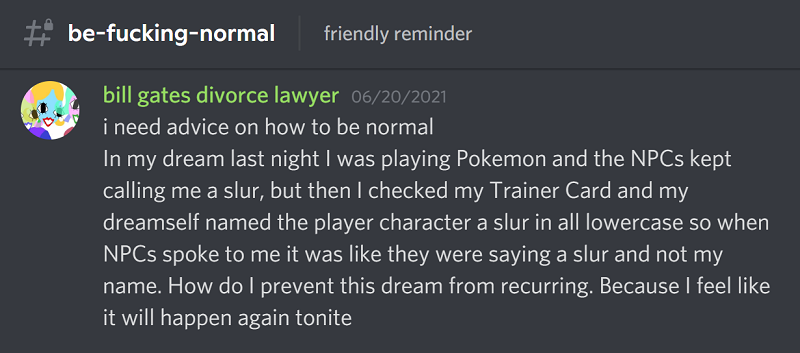 be-fucking-normal friendly reminder
bill gates divorce lawyer 06/20/2021
i need advice on how to be normal
In my dream last night I was playing Pokemon and the NPCs kept
calling me a slur, but then I checked my Trainer Card and my
dreamself named the player character a slur in all lowercase so when
NPCs spoke to me it was like they were saying a slur and not my
name. How do I prevent this dream from recurring. Because I feel like
it will happen again tonite